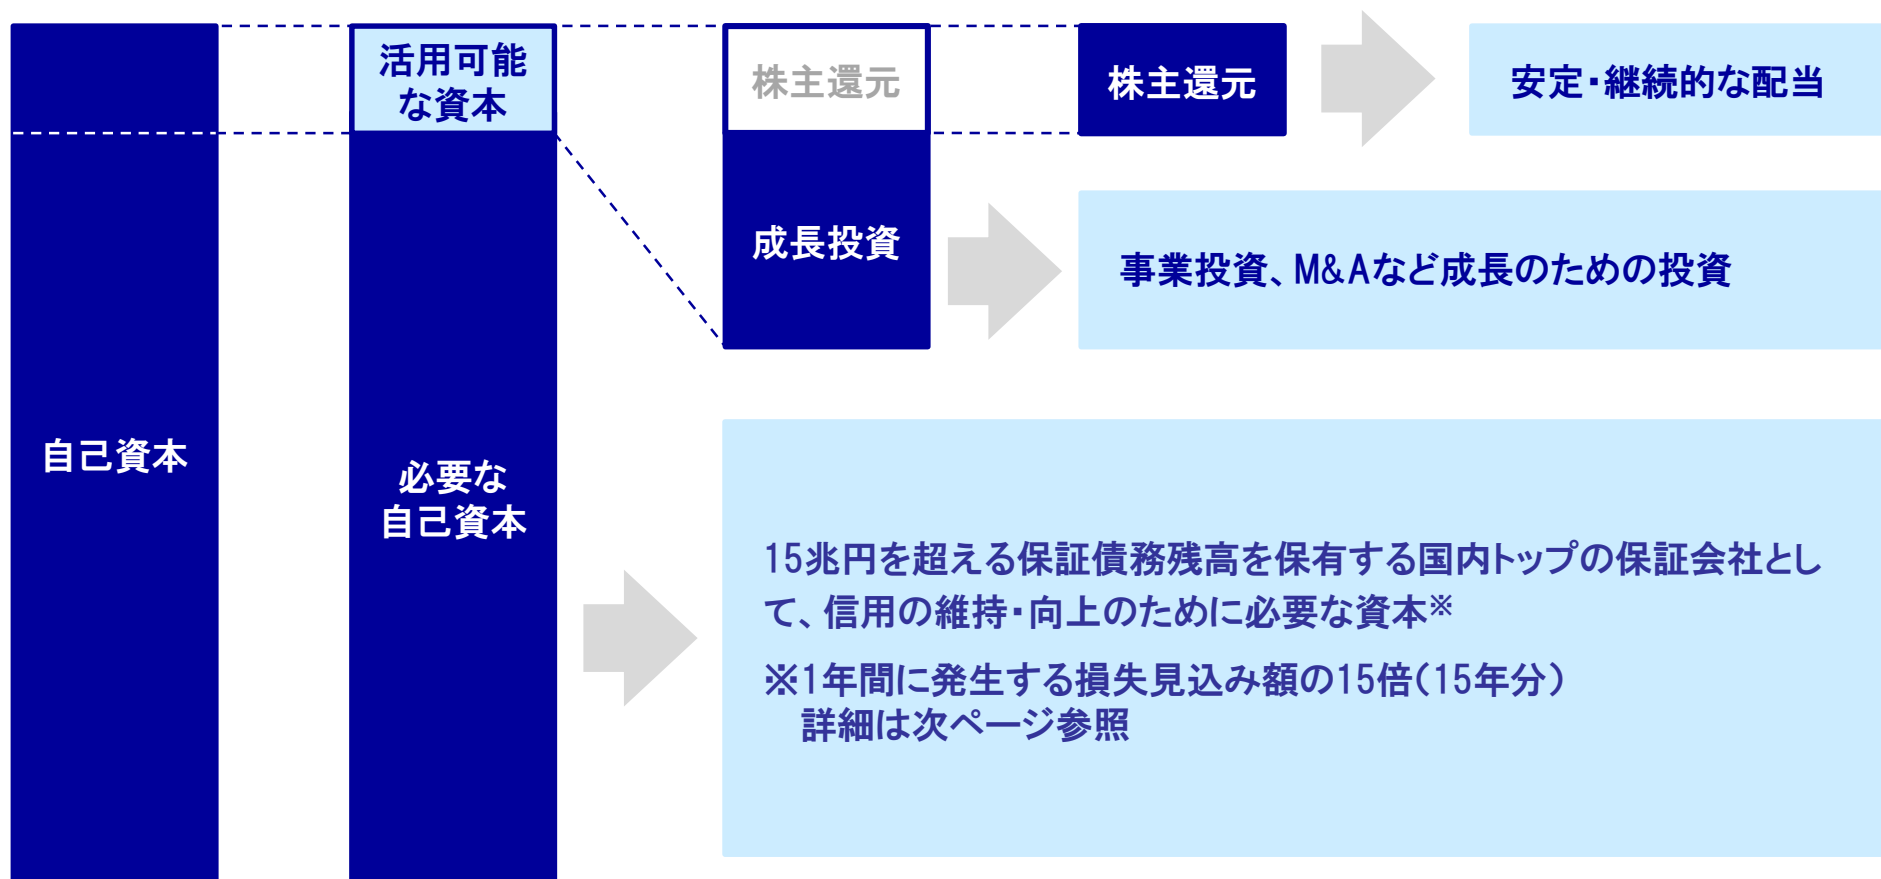 自己資本
活用可能
な資本
必要な
自己資本
株主還元
成長投資
株主還元
安定・継続的な配当
事業投資、M&Aなど成長のための投資
15兆円を超える保証債務残高を保有する国内トップの保証会社とし
て、信用の維持・向上のために必要な資本※
※1年間に発生する損失見込み額の15倍(15年分)
詳細は次ページ参照